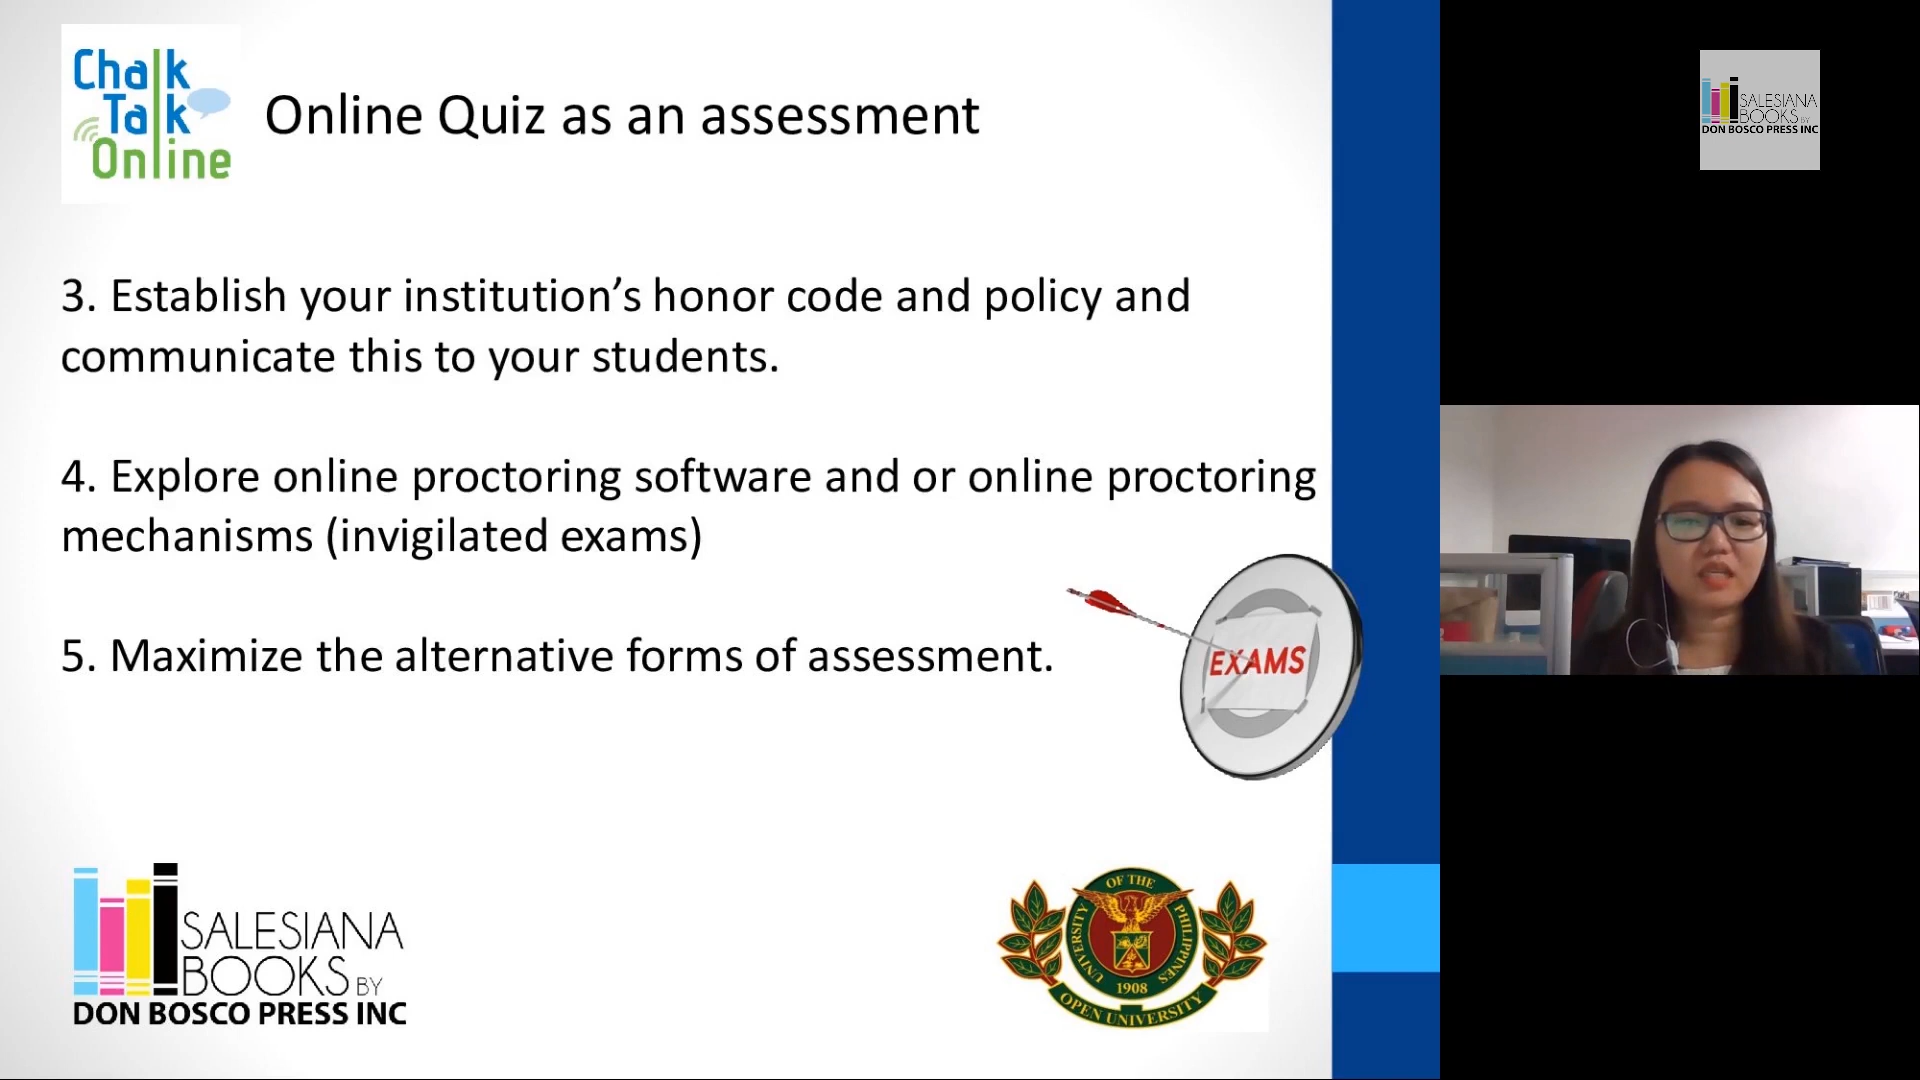 Chalk
Talk
Online
Online Quiz as an assessment
3. Establish your institution’s honor code and policy and
communicate this to your students.
4. Explore online proctoring software and or online proctoring
mechanisms (invigilated exams)
5. Maximize the alternative forms of assessment.
EXAMS
SALESIANA
BOOKS BY
DON BOSCO PRESS INC
UNIVERSITY OF THE PHILIPPINES
1908
OPEN UNIVERSITY
SALESIANA
BOOKS BY
DON BOSCO PRESS INC